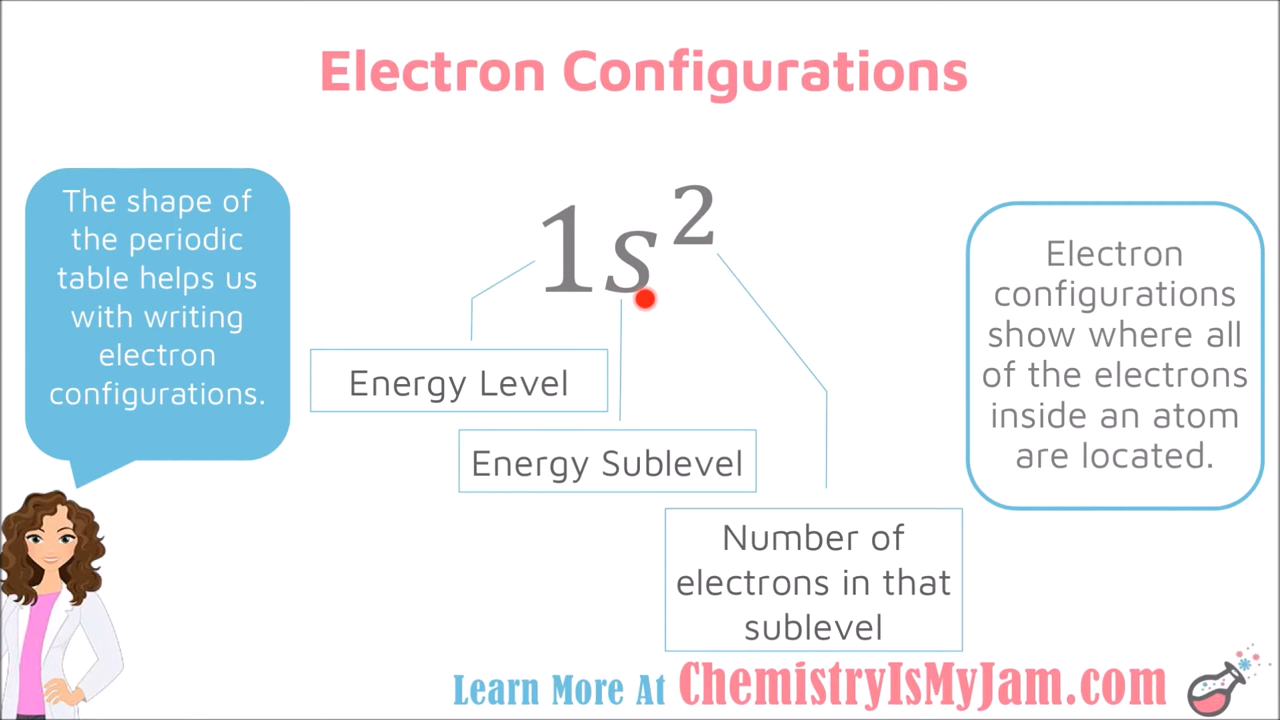 Electron Configurations
The shape of
the periodic
table helps us
with writing
electron
configurations.
1s²
Energy Level
Energy Sublevel
Number of
electrons in that
sublevel
Electron
configurations
show where all
of the electrons
inside an atom
are located.
Learn More At ChemistryIsMyJam.com